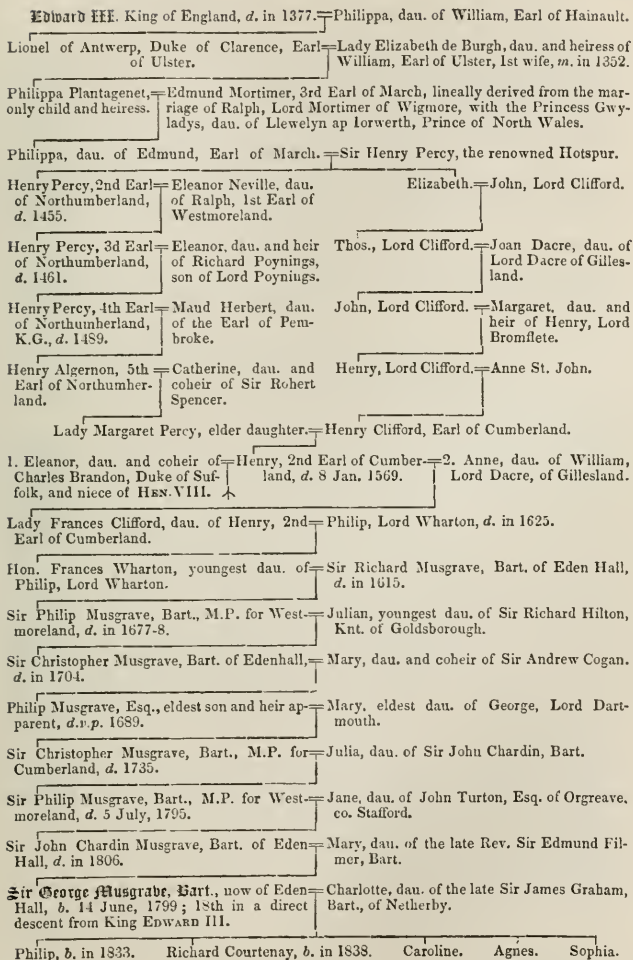 Edward III. King of England, d. in 1377.=Philippa, dau. of William, Earl of Hainault.
Lionel of Antwerp, Duke of Clarence, Earl=Lady Elizabeth de Burgh, dau. and heiress of
of Ulster. William, Earl of Ulster, 1st wife, m. in 1352.
Philippa Plantagenet,=Edmund Mortimer, 3rd Earl of March, lineally derived from the mar-
only child and heiress. riage of Ralph, Lord Mortimer of Wigmore, with the Princess Gwy-
ladys, dau. of Llewelyn ap Iorwerth, Prince of North Wales.
Philippa, dau. of Edmund, Earl of March.=Sir Henry Percy, the renowned Hotspur.
Henry Percy, 2nd Earl=Eleanor Neville, dau.
of Northumberland, of Ralph, 1st Earl of
d. 1455. Westmoreland.
Elizabeth.=John, Lord Clifford.
Henry Percy, 3d Earl=Eleanor, dau. and heir
of Northumberland, of Richard Poynings,
d. 1461. son of Lord Poynings.
Thos., Lord Clifford.=Joan Dacre, dau. of
Lord Dacre of Gilles-
land.
Henry Percy, 4th Earl=Maud Herbert, dau.
of Northumberland, of the Earl of Pem-
K.G., d. 1489. broke.
John, Lord Clifford.=Margaret, dau. and
heir of Henry, Lord
Bromflete.
Henry Algernon, 5th=Catherine, dau. and
Earl of Northumber- coheir of Sir Robert
land. Spencer.
Henry, Lord Clifford.=Anne St. John.
Lady Margaret Percy, elder daughter.=Henry Clifford, Earl of Cumberland.
1. Eleanor, dau. and coheir of=Henry, 2nd Earl of Cumber-=2. Anne, dau. of William,
Charles Brandon, Duke of Suf- land, d. 8 Jan. 1569. Lord Dacre, of Gillesland.
folk, and niece of HEN. VIII.
Lady Frances Clifford, dau. of Henry, 2nd=Philip, Lord Wharton, d. in 1625.
Earl of Cumberland.
Hon. Frances Wharton, youngest dau. of=Sir Richard Musgrave, Bart. of Eden Hall,
Philip, Lord Wharton. d. in 1615.
Sir Philip Musgrave, Bart., M.P. for West-=Julian, youngest dau. of Sir Richard Hilton,
moreland, d. in 1677-8. Knt. of Goldsborough.
Sir Christopher Musgrave, Bart. of Edenhall,=Mary, dau. and coheir of Sir Andrew Cogan.
d. in 1704.
Philip Musgrave, Esq., eldest son and heir ap-=Mary, eldest dau. of George, Lord Dart-
parent, d.v.p. 1689. mouth.
Sir Christopher Musgrave, Bart., M.P. for=Julia, dau. of Sir John Chardin, Bart.
Cumberland, d. 1735.
Sir Philip Musgrave, Bart., M.P. for West-=Jane, dau. of John Turton, Esq. of Orgreave,
moreland, d. 5 July, 1795. co. Stafford.
Sir John Chardin Musgrave, Bart. of Eden=Mary, dau. of the late Rev. Sir Edmund Fil-
Hall, d. in 1806. mer, Bart.
Sir George Musgrave, Bart., now of Eden=Charlotte, dau. of the late Sir James Graham,
Hall, b. 14 June, 1799; 18th in a direct Bart., of Netherby.
descent from King EDWARD III.
Philip, b. in 1833. Richard Courtenay, b. in 1838. Caroline. Agnes. Sophia.